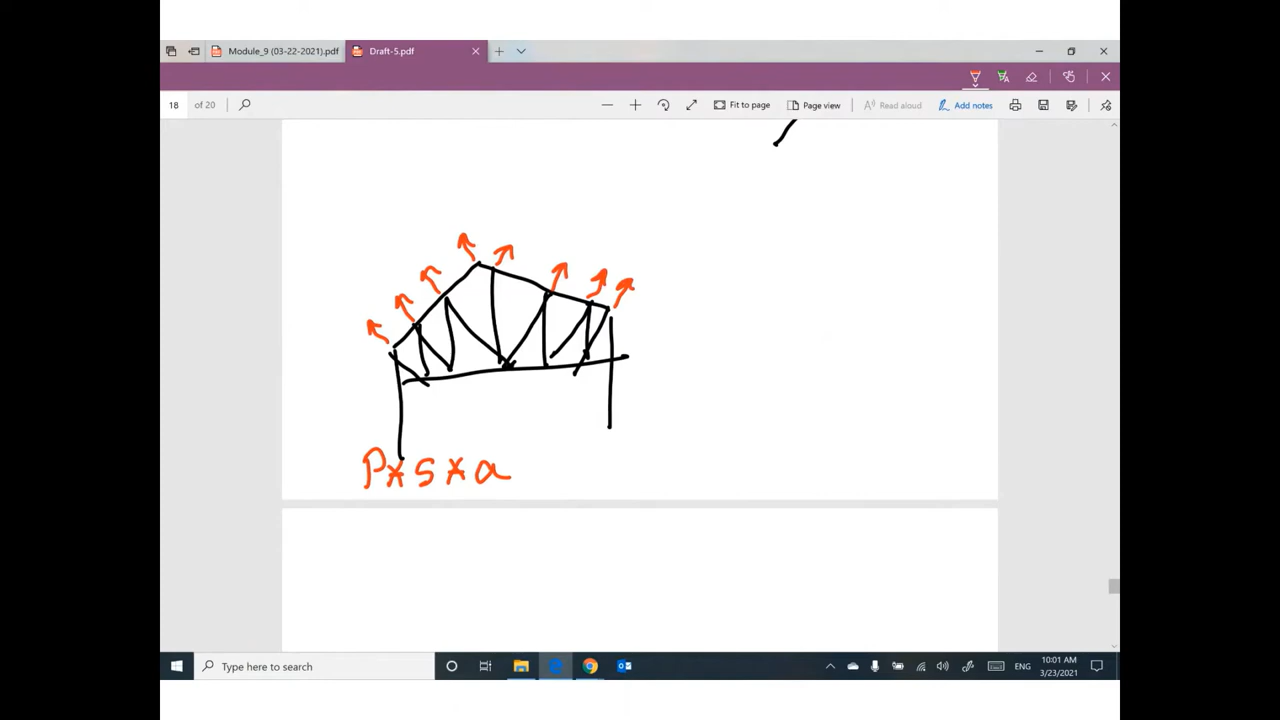 Module_9 (03-22-2021).pdf
Draft-5.pdf
18 of 20
Fit to page
Page view
Read aloud
Add notes
P*S*a
Type here to search
ENG
10:01 AM
3/23/2021